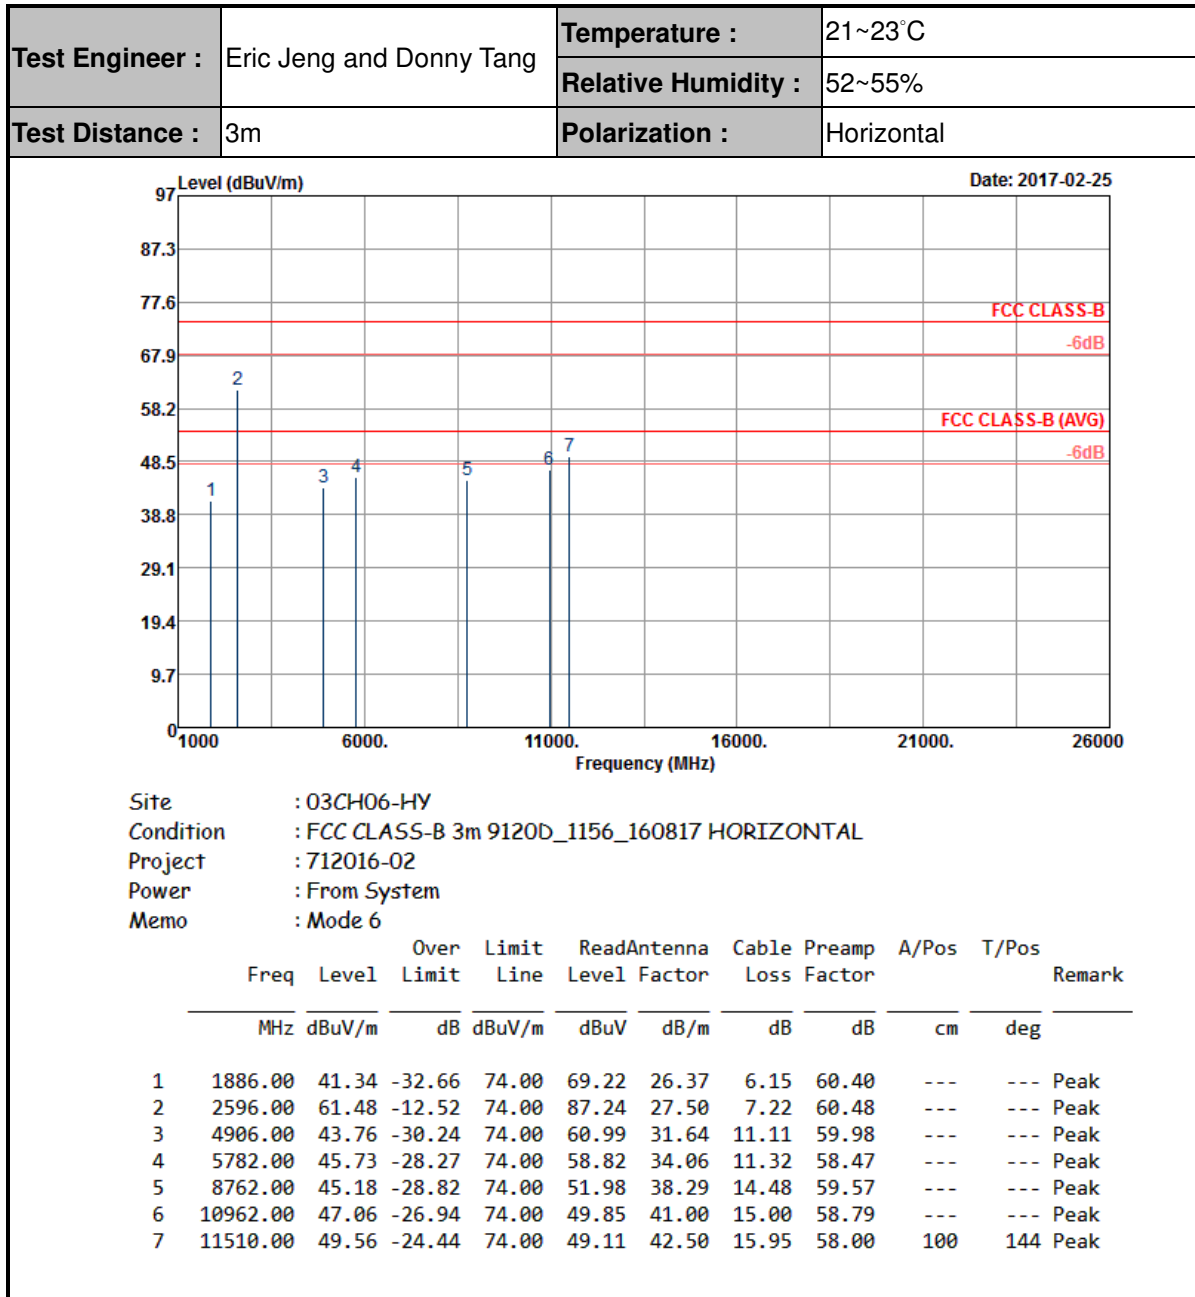 Test Engineer : Eric Jeng and Donny Tang Temperature : 21~23°C
Relative Humidity : 52~55%
Test Distance : 3m Polarization : Horizontal
97 Level (dBuV/m) Date: 2017-02-25
87.3
77.6
FCC CLASS-B
-6dB
67.9
2
58.2
FCC CLASS-B (AVG)
7
-6dB
6
48.5
5
4
3
1
38.8
29.1
19.4
9.7
0
1000 6000. 11000. 16000. 21000. 26000
Frequency (MHz)
Site : 03CH06-HY
Condition : FCC CLASS-B 3m 9120D_1156_160817 HORIZONTAL
Project : 712016-02
Power : From System
Memo : Mode 6
Over Limit ReadAntenna Cable Preamp A/Pos T/Pos
Freq Level Limit Line Level Factor Loss Factor Remark
MHz dBuV/m dB dBuV/m dBuV dB/m dB dB cm deg
1 1886.00 41.34 -32.66 74.00 69.22 26.37 6.15 60.40 --- --- Peak
2 2596.00 61.48 -12.52 74.00 87.24 27.50 7.22 60.48 --- --- Peak
3 4906.00 43.76 -30.24 74.00 60.99 31.64 11.11 59.98 --- --- Peak
4 5782.00 45.73 -28.27 74.00 58.82 34.06 11.32 58.47 --- --- Peak
5 8762.00 45.18 -28.82 74.00 51.98 38.29 14.48 59.57 --- --- Peak
6 10962.00 47.06 -26.94 74.00 49.85 41.00 15.00 58.79 --- --- Peak
7 11510.00 49.56 -24.44 74.00 49.11 42.50 15.95 58.00 100 144 Peak